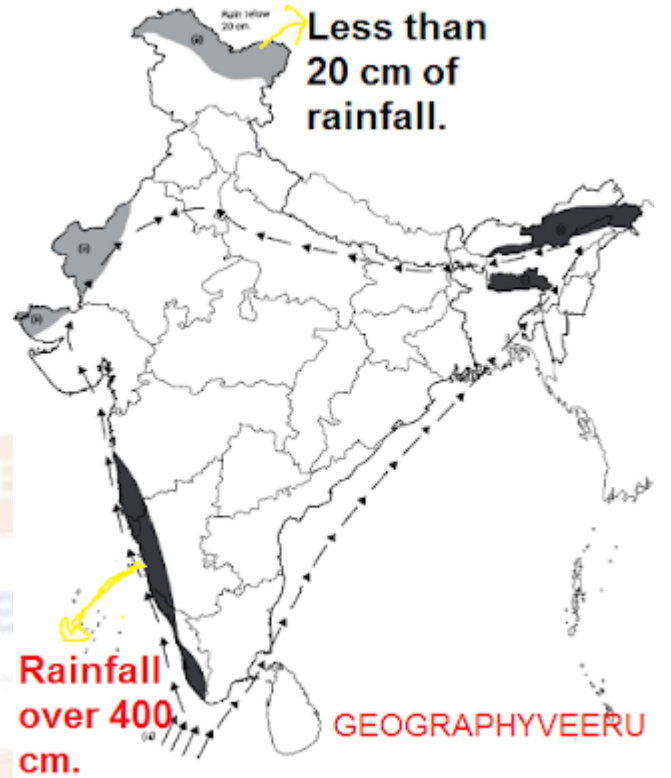 Rain below
20 cm
Less than
20 cm of
rainfall.
Rainfall
over 400
cm.
GEOGRAPHYVEERU